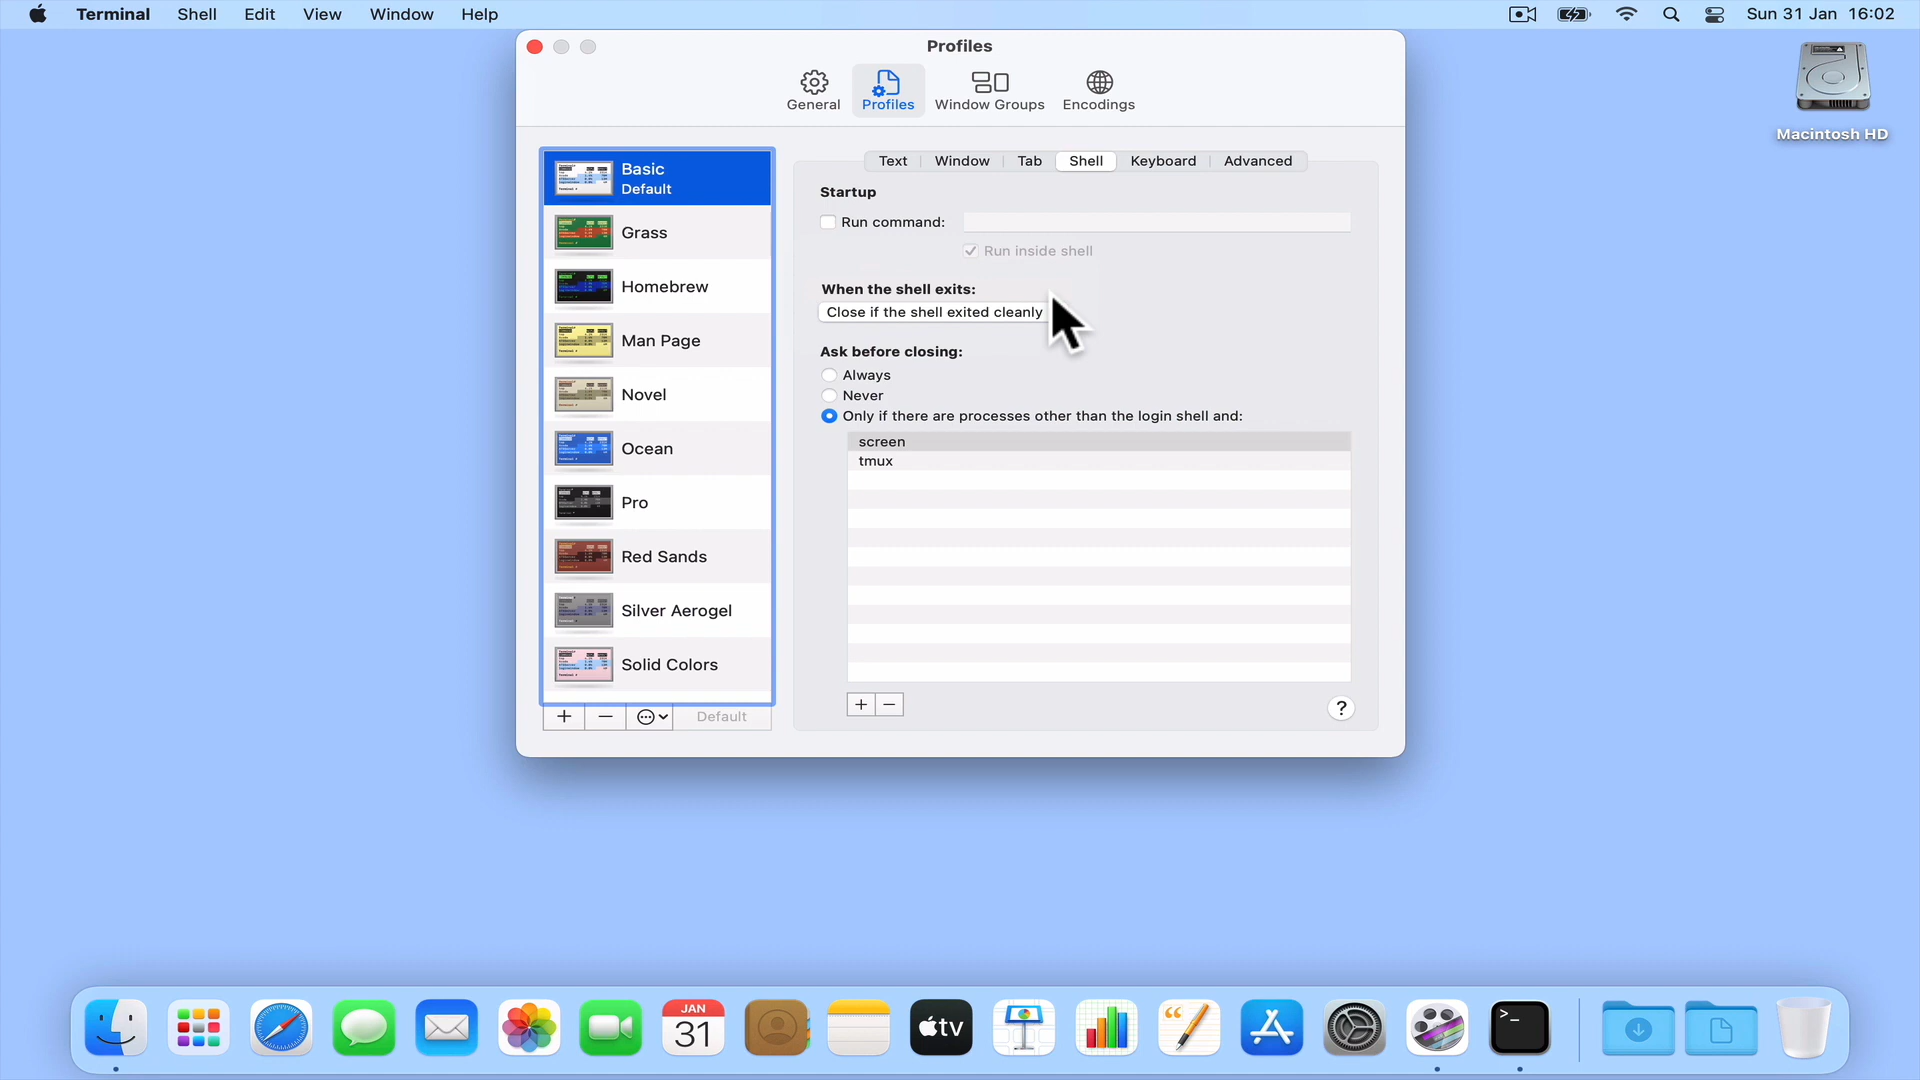 Terminal Shell Edit View Window Help Sun 31 Jan 16:02
Profiles
General Profiles Window Groups Encodings
Macintosh HD
Text Window Tab Shell Keyboard Advanced
Basic
Default
Grass
Homebrew
Man Page
Novel
Ocean
Pro
Red Sands
Silver Aerogel
Solid Colors
Default
Startup
Run command:
Run inside shell
When the shell exits:
Close if the shell exited cleanly
Ask before closing:
Always
Never
Only if there are processes other than the login shell and:
screen
tmux
?
JAN
31
tv
>_